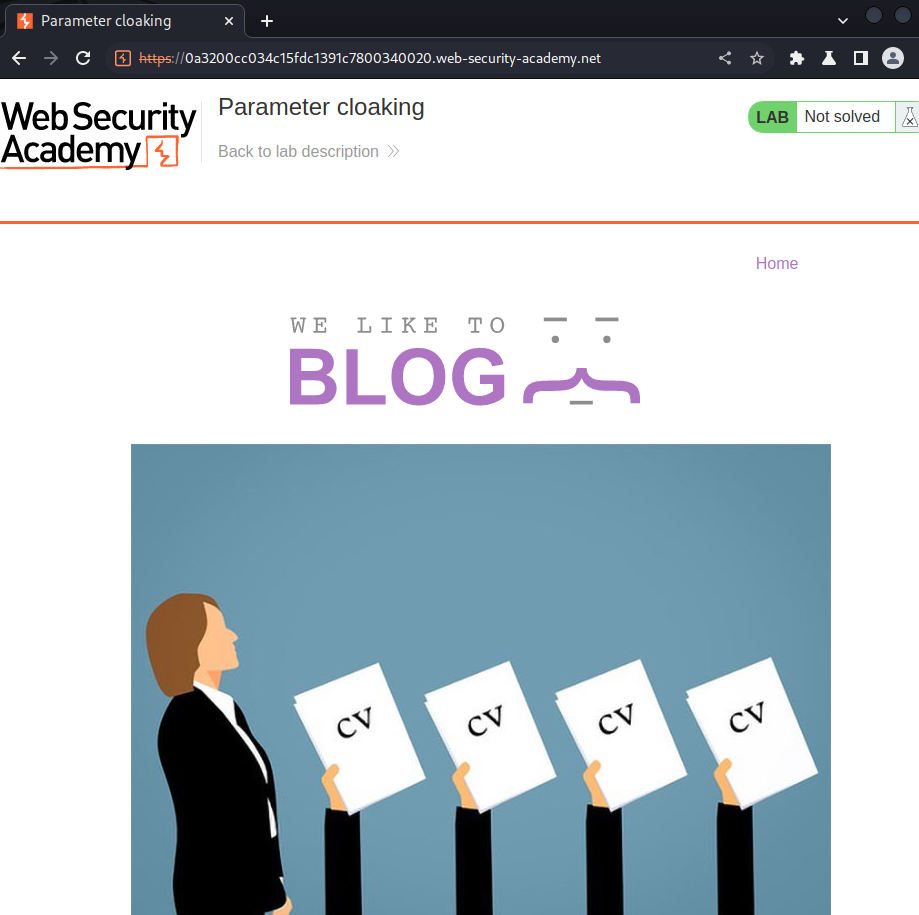 Parameter cloaking
https://0a3200cc034c15fdc1391c7800340020.web-security-academy.net
Web Security
Academy
Parameter cloaking
Back to lab description
LAB Not solved
Home
WE LIKE TO
BLOG
CV CV CV CV